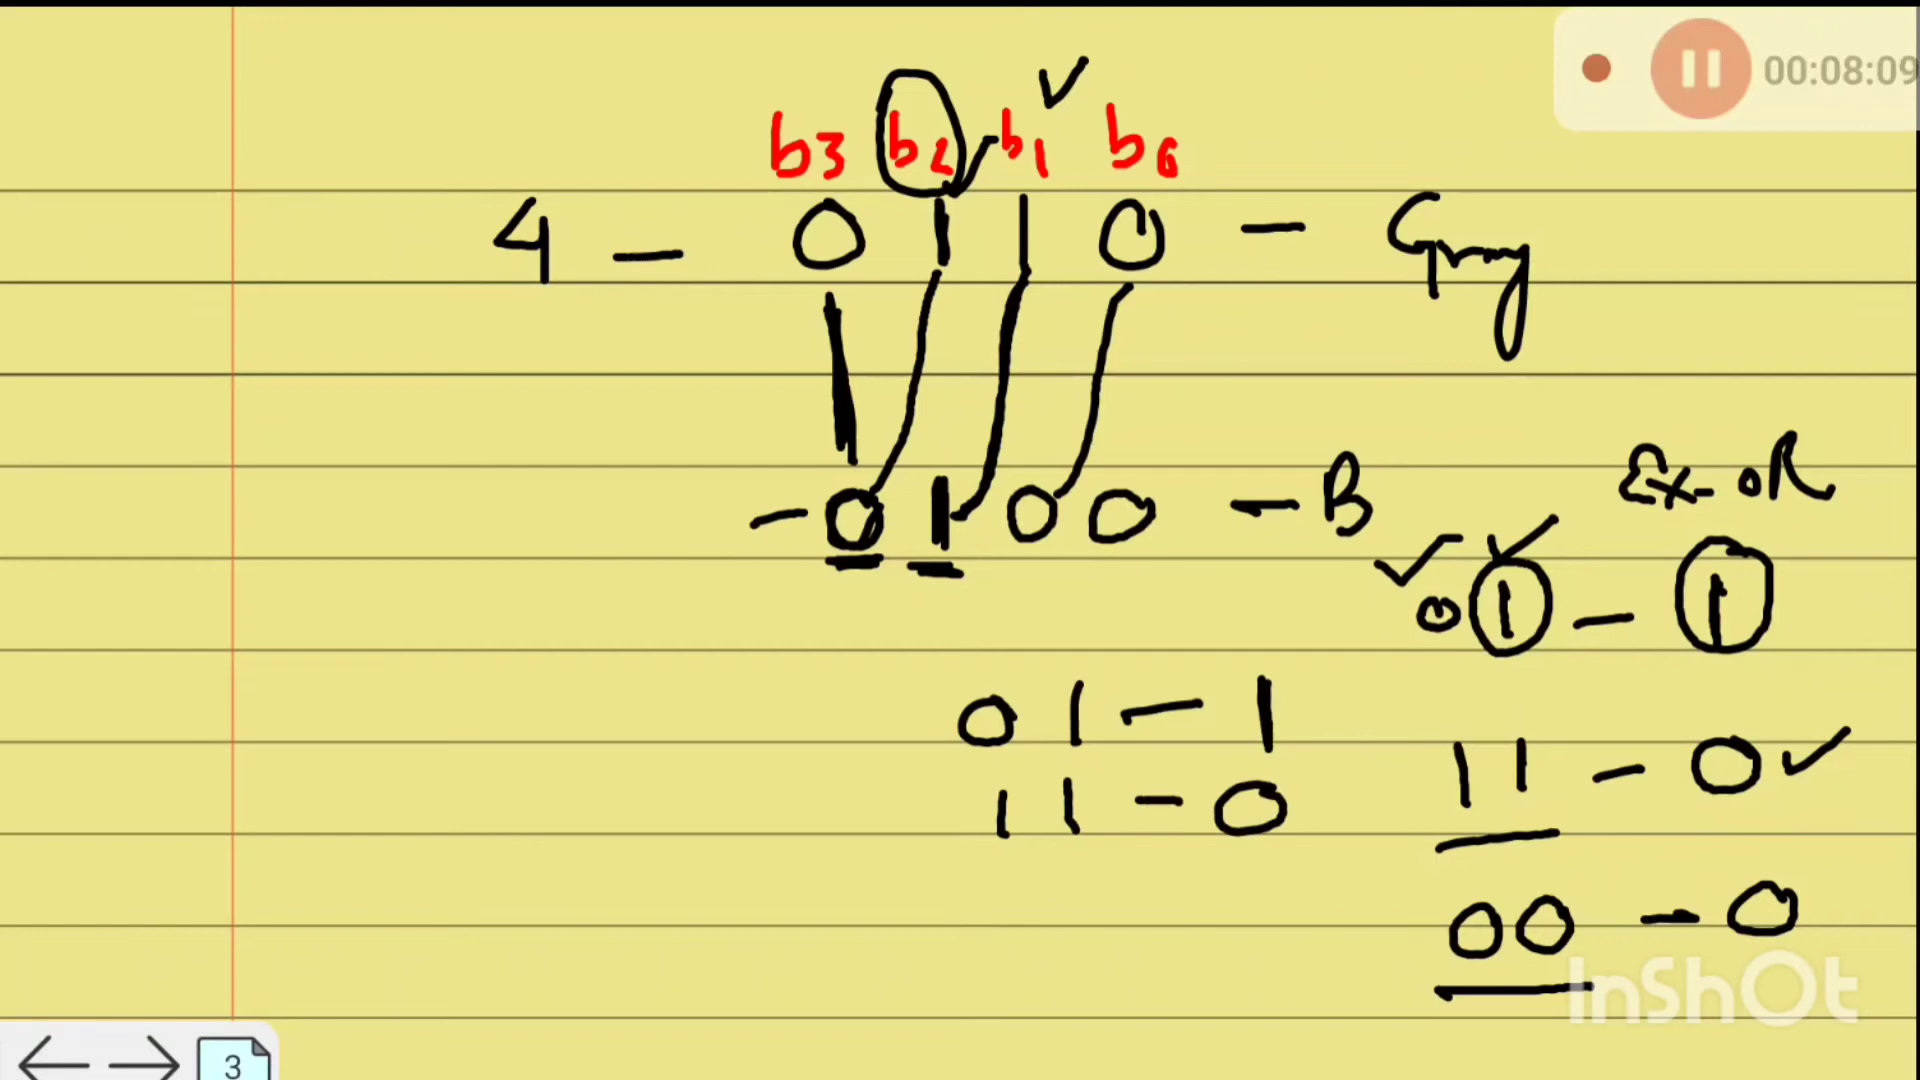 00:08:09
b3 b2 b1 b0
4 - 0 1 1 0 - Gray
- 0 1 0 0 - B
Ex-OR
0 1 - 1
0 1 - 1
1 1 - 0
1 1 - 0
0 0 - 0
InShOt
3